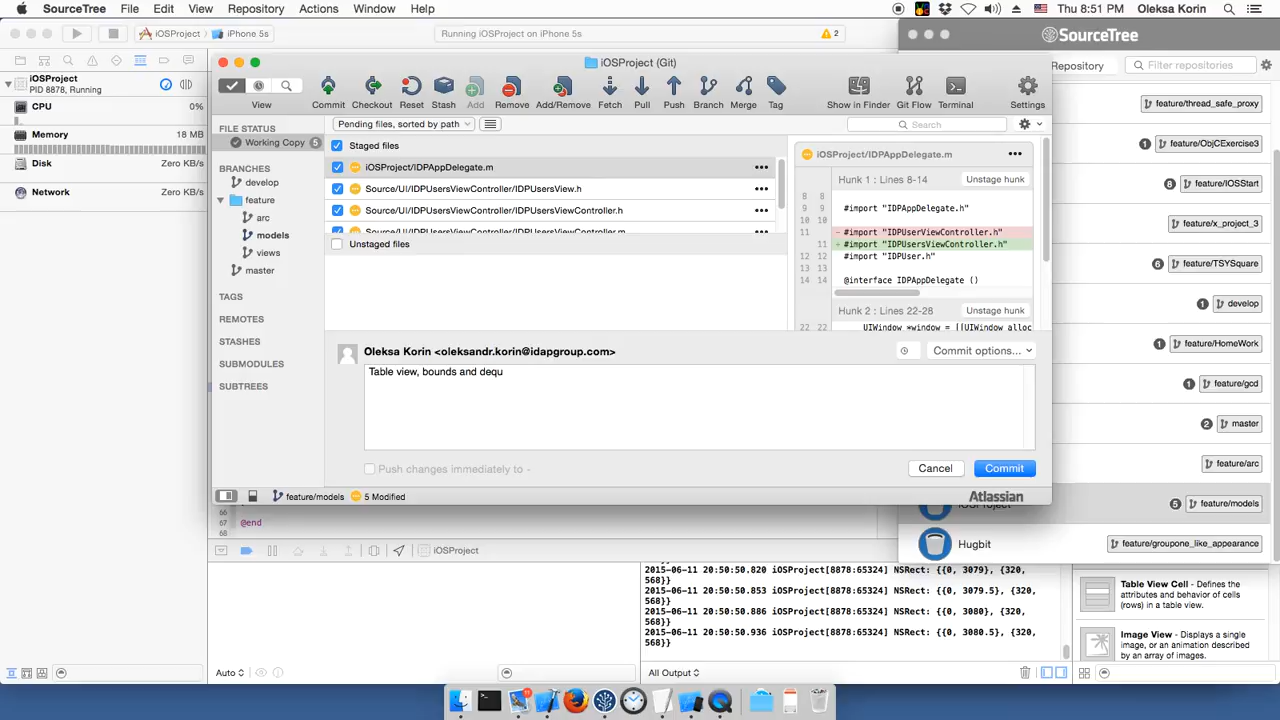 SourceTree File Edit View Repository Actions Window Help
Thu 8:51 PM Oleksa Korin
iOSProject iPhone 5s
Running iOSProject on iPhone 5s
2
SourceTree
iOSProject
PID 8878, Running
CPU 0%
Memory 18 MB
Disk Zero KB/s
Network Zero KB/s
iOSProject (Git)
View Commit Checkout Reset Stash Add Remove Add/Remove Fetch Pull Push Branch Merge Tag Show in Finder Git Flow Terminal Settings
Repository
Filter repositories
FILE STATUS
Working Copy 5
BRANCHES
develop
feature
arc
models
views
master
TAGS
REMOTES
STASHES
SUBMODULES
SUBTREES
Pending files, sorted by path
Search
Staged files
iOSProject/IDPAppDelegate.m
Source/UI/IDPUsersViewController/IDPUsersView.h
Source/UI/IDPUsersViewController/IDPUsersViewController.h
Source/UI/IDPUsersViewController/IDPUsersViewController.m
Unstaged files
iOSProject/IDPAppDelegate.m
Hunk 1 : Lines 8-14 Unstage hunk
8 8
9 9 #import "IDPAppDelegate.h"
10 10
11 - #import "IDPUserViewController.h"
11 + #import "IDPUsersViewController.h"
12 12 #import "IDPUser.h"
13 13
14 14 @interface IDPAppDelegate ()
Hunk 2 : Lines 22-28 Unstage hunk
22 22 UIWindow *window = [[UIWindow alloc
Oleksa Korin <oleksandr.korin@idapgroup.com>
Commit options...
Table view, bounds and dequ
Push changes immediately to -
Cancel Commit
feature/models 5 Modified
Atlassian
feature/thread_safe_proxy
1 feature/ObjCExercise3
8 feature/IOSStart
feature/x_project_3
6 feature/TSYSquare
1 develop
1 feature/HomeWork
1 feature/gcd
2 master
feature/arc
iOSProject 5 feature/models
Hugbit feature/groupone_like_appearance
66
67 @end
68
iOSProject
2015-06-11 20:50:50.820 iOSProject[8878:65324] NSRect: {{0, 3079}, {320,
568}}
2015-06-11 20:50:50.853 iOSProject[8878:65324] NSRect: {{0, 3079.5}, {320,
568}}
2015-06-11 20:50:50.886 iOSProject[8878:65324] NSRect: {{0, 3080}, {320,
568}}
2015-06-11 20:50:50.936 iOSProject[8878:65324] NSRect: {{0, 3080.5}, {320,
568}}
Table View Cell - Defines the
attributes and behavior of cells
(rows) in a table view.
Image View - Displays a single
image, or an animation described
by an array of images.
Auto
All Output